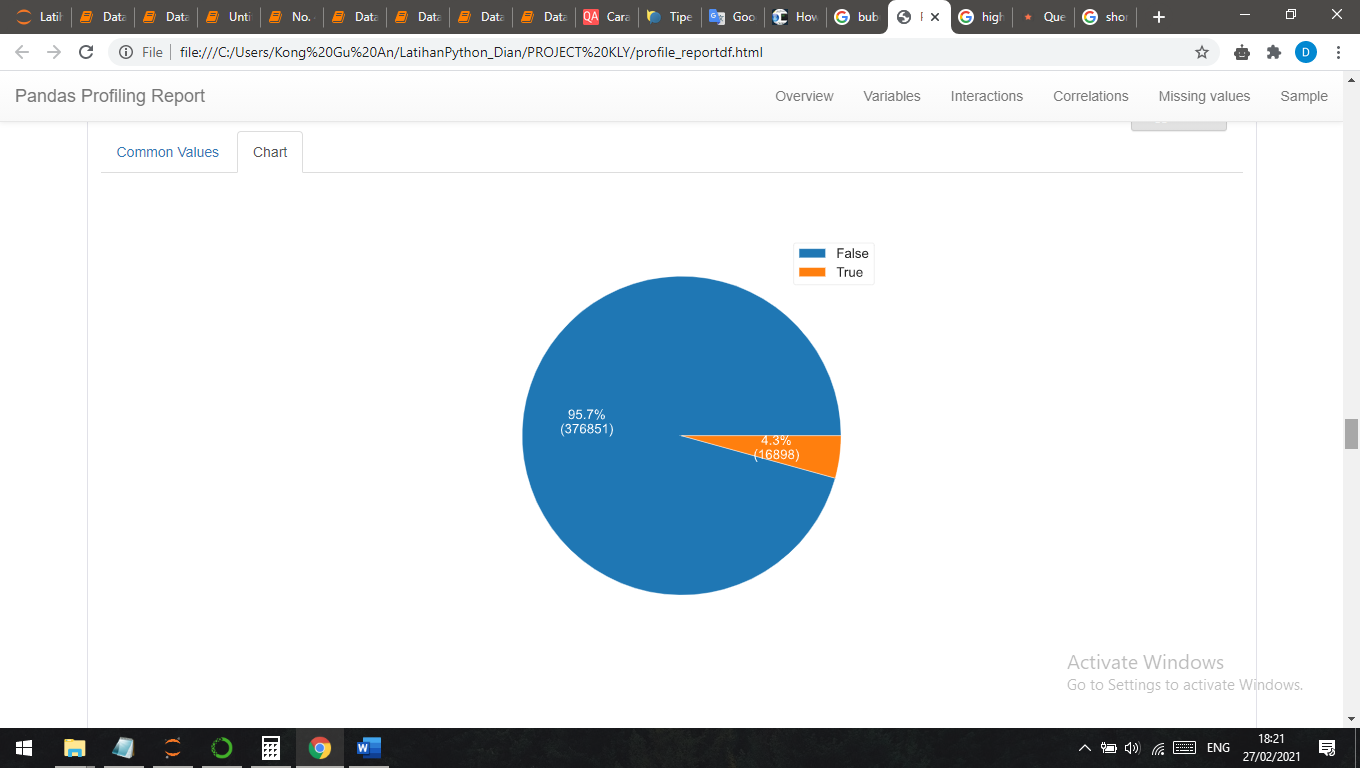 Latih
Data
Data
Unti
No.
Data
Data
Data
Data
QA
Cara
Tipe
Goo
How
bub
high
Que
shor
File
file:///C:/Users/Kong%20Gu%20An/LatihanPython_Dian/PROJECT%20KLY/profile_reportdf.html
D
Pandas Profiling Report
Overview
Variables
Interactions
Correlations
Missing values
Sample
Common Values
Chart
False
True
95.7%
(376851)
4.3%
(16898)
Activate Windows
Go to Settings to activate Windows.
ENG
18:21
27/02/2021